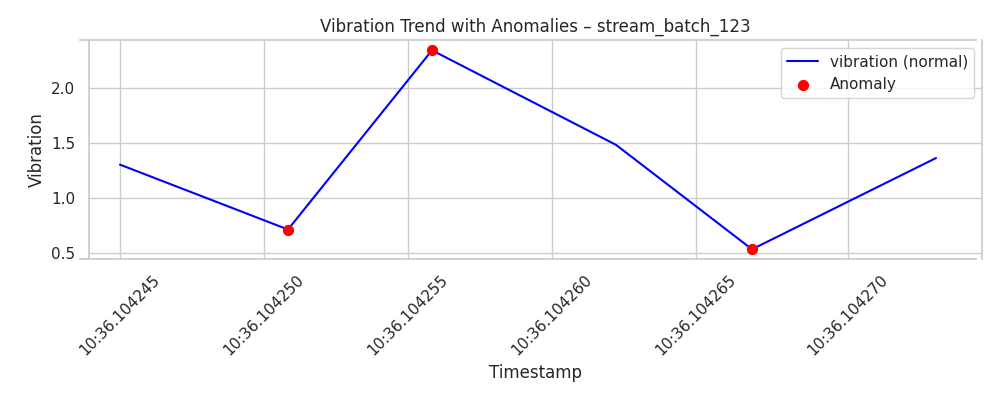 Vibration Trend with Anomalies – stream_batch_123
vibration (normal)
Anomaly
Vibration
2.0
1.5
1.0
0.5
10:36.104245
10:36.104250
10:36.104255
10:36.104260
10:36.104265
10:36.104270
Timestamp